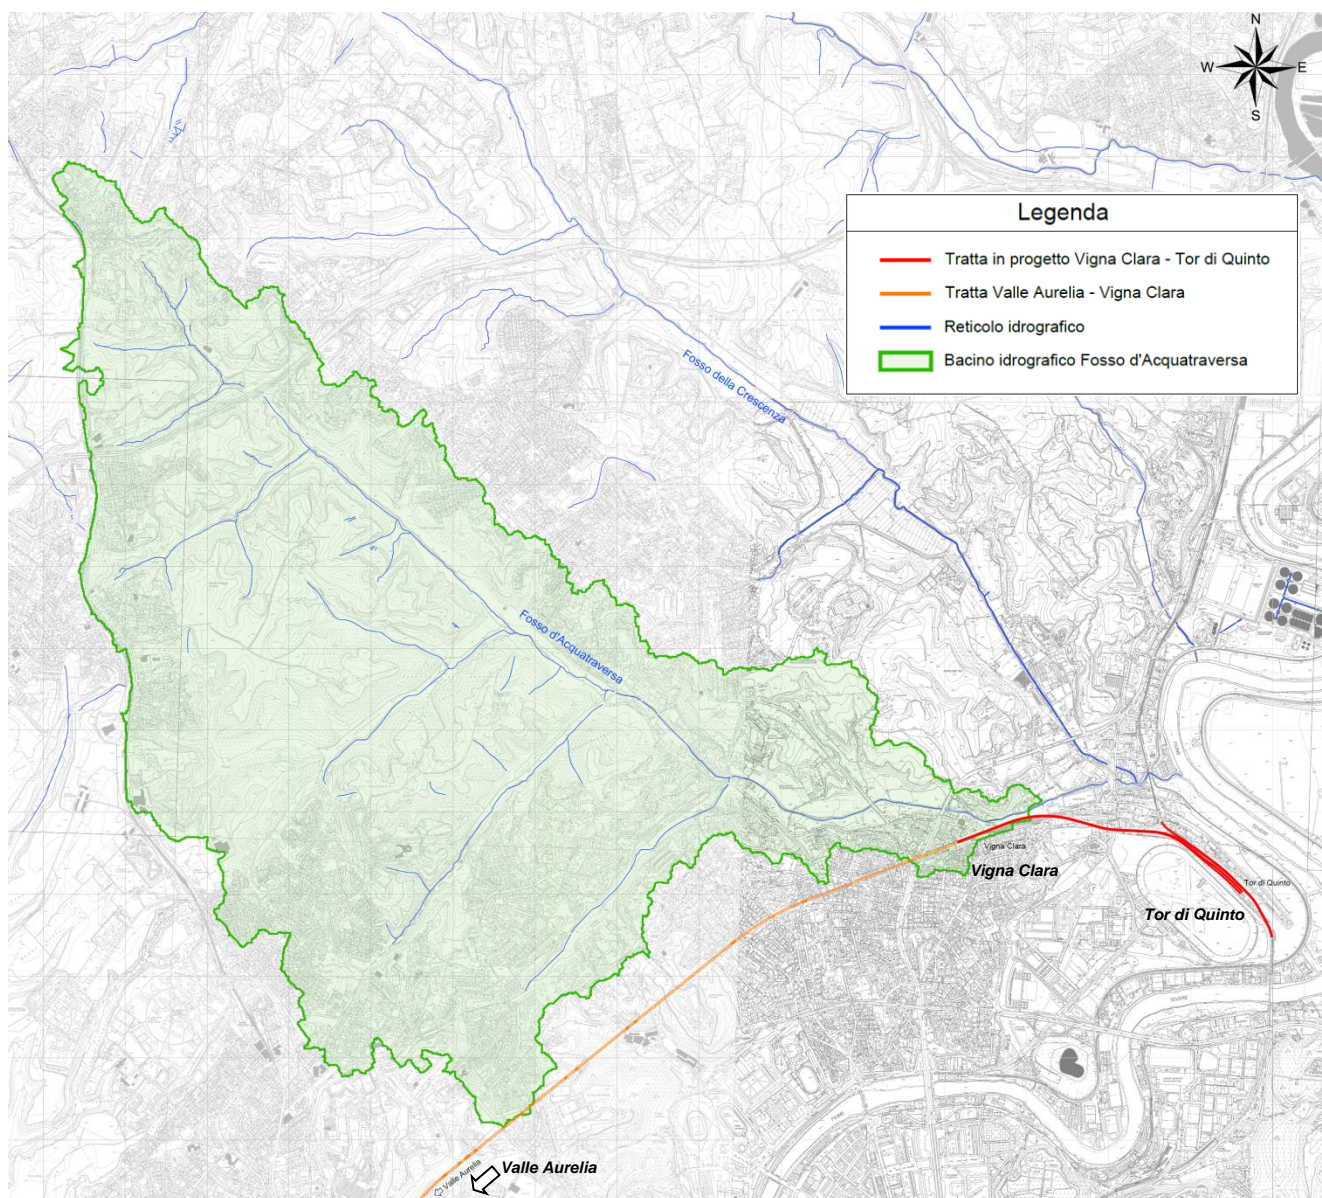 N
W
E
S
Legenda
Tratta in progetto Vigna Clara - Tor di Quinto
Tratta Valle Aurelia - Vigna Clara
Reticolo idrografico
Bacino idrografico Fosso d'Acquatraversa
Fosso della Crescenza
Fosso d'Acquatraversa
Vigna Clara
Vigna Clara
Tor di Quinto
Tor di Quinto
TEVERE
Valle Aurelia
Valle Aurelia